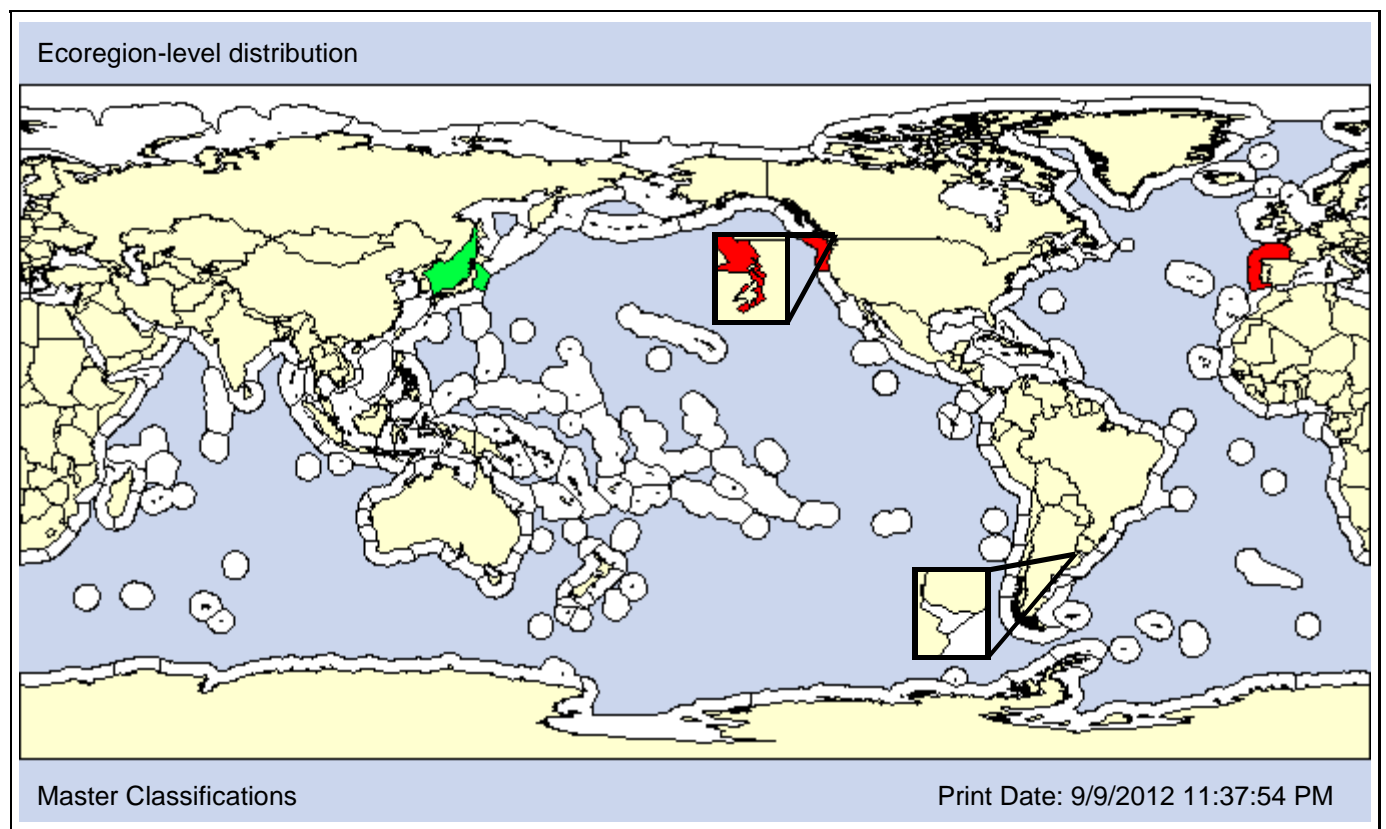 Ecoregion-level distribution
Master Classifications
Print Date: 9/9/2012 11:37:54 PM